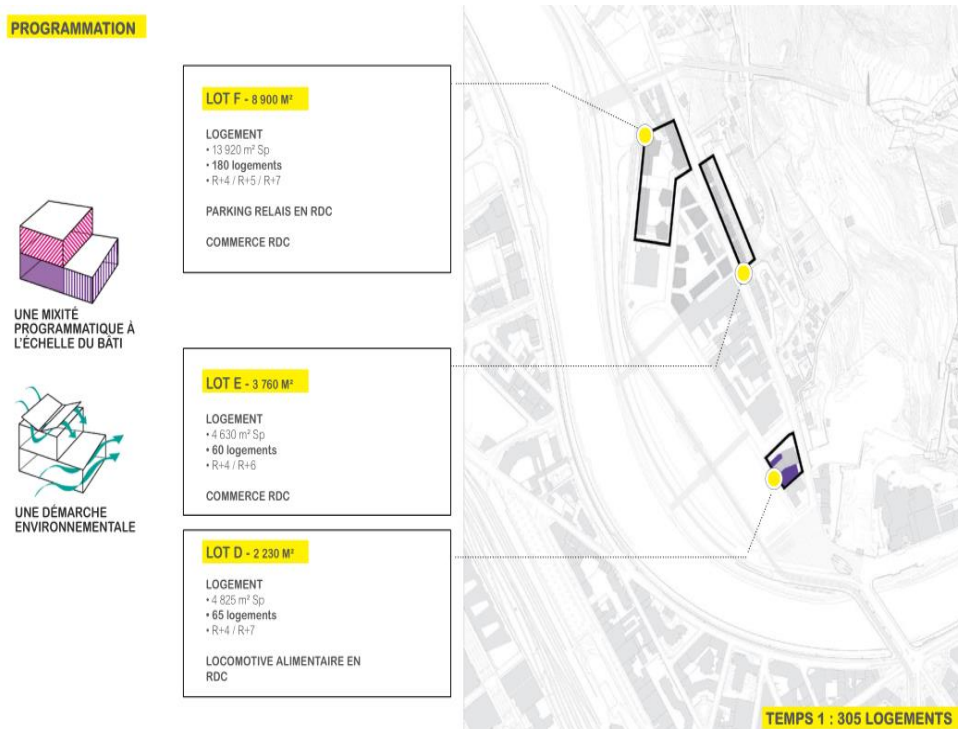 PROGRAMMATION
LOT F - 8 900 M²
LOGEMENT
• 13 920 m² Sp
• 180 logements
• R+4 / R+5 / R+7
PARKING RELAIS EN RDC
COMMERCE RDC
UNE MIXITÉ
PROGRAMMATIQUE À
L'ÉCHELLE DU BÂTI
LOT E - 3 760 M²
LOGEMENT
• 4 630 m² Sp
• 60 logements
• R+4 / R+6
COMMERCE RDC
UNE DÉMARCHE
ENVIRONNEMENTALE
LOT D - 2 230 M²
LOGEMENT
• 4 825 m² Sp
• 65 logements
• R+4 / R+7
LOCOMOTIVE ALIMENTAIRE EN
RDC
TEMPS 1 : 305 LOGEMENTS